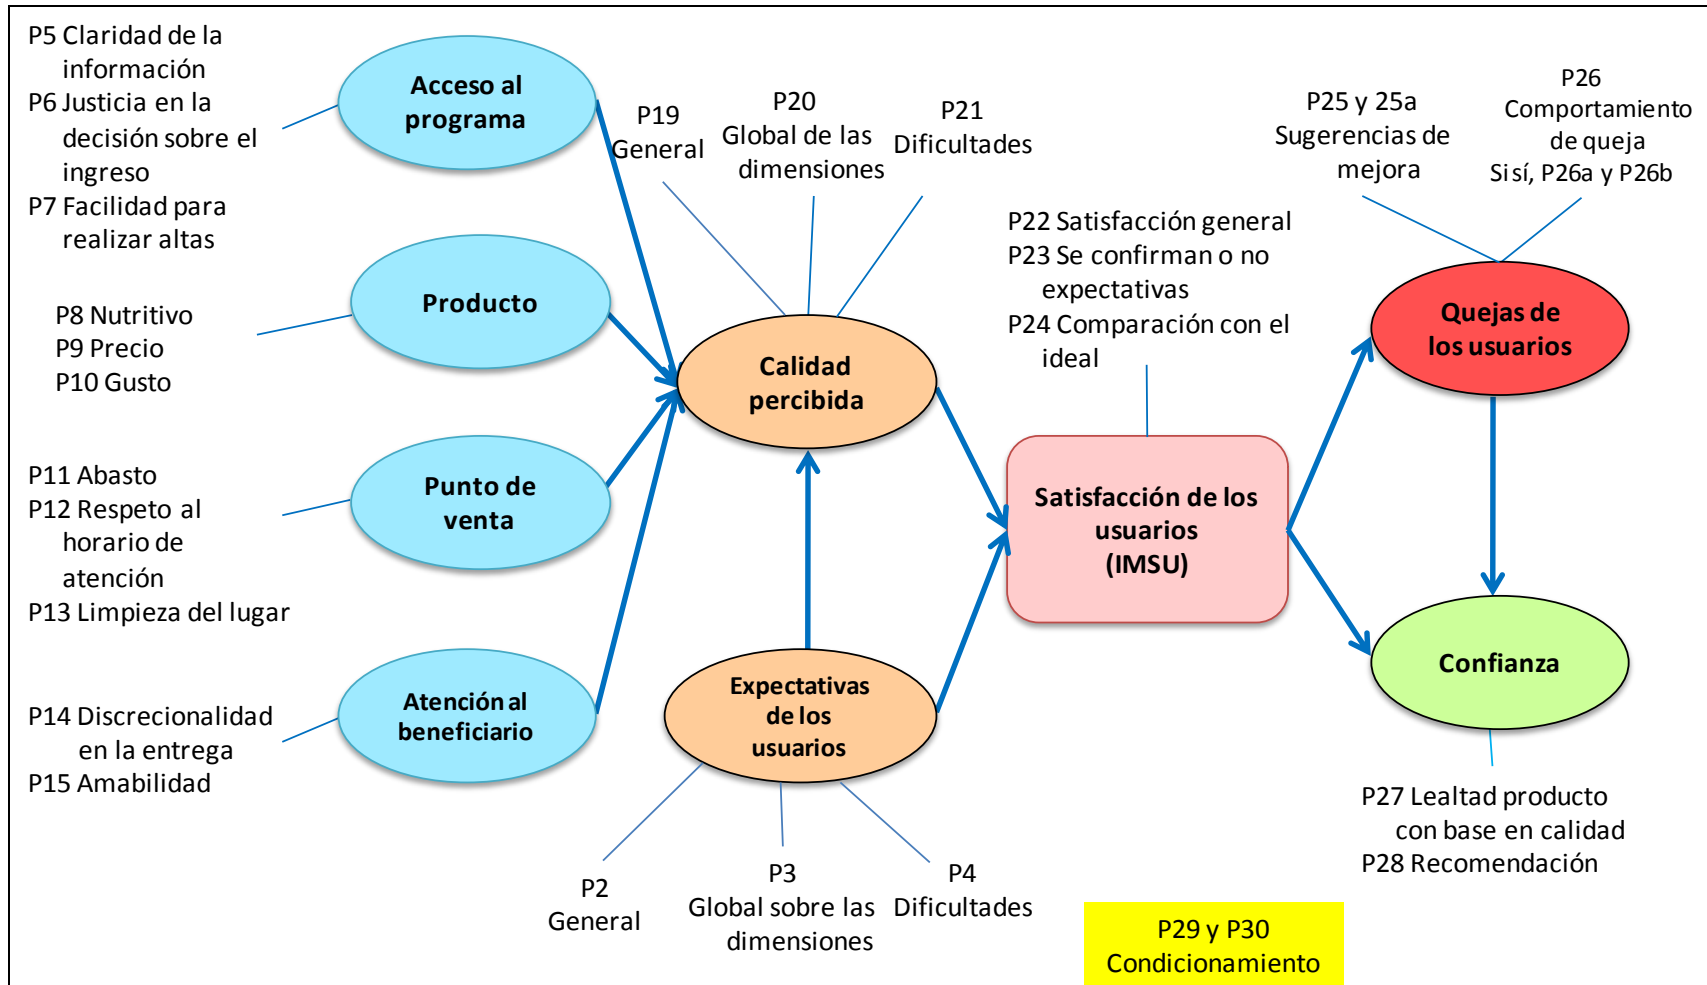 P5 Claridad de la
información
P6 Justicia en la
decisión sobre el
ingreso
P7 Facilidad para
realizar altas
Acceso al
programa
P8 Nutritivo
P9 Precio
P10 Gusto
Producto
P11 Abasto
P12 Respeto al
horario de
atención
P13 Limpieza del lugar
Punto de
venta
P14 Discrecionalidad
en la entrega
P15 Amabilidad
Atención al
beneficiario
P19
General
P20
Global de las
dimensiones
P21
Dificultades
Calidad
percibida
Expectativas
de los
usuarios
P2
General
P3
Global sobre las
dimensiones
P4
Dificultades
P22 Satisfacción general
P23 Se confirman o no
expectativas
P24 Comparación con el
ideal
Satisfacción de los
usuarios
(IMSU)
P25 y 25a
Sugerencias de
mejora
P26
Comportamiento
de queja
Si sí, P26a y P26b
Quejas de
los usuarios
Confianza
P27 Lealtad producto
con base en calidad
P28 Recomendación
P29 y P30
Condicionamiento